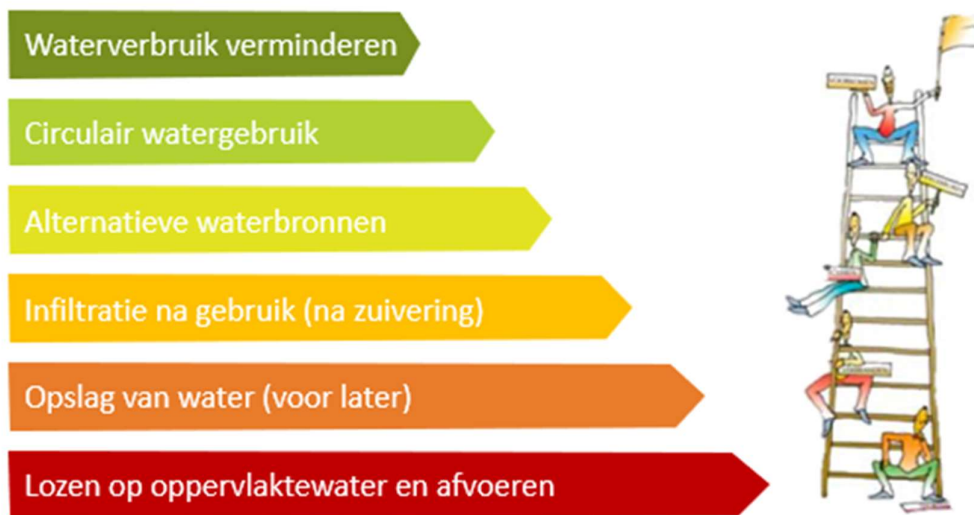 Waterverbruik verminderen
Circulair watergebruik
Alternatieve waterbronnen
Infiltratie na gebruik (na zuivering)
Opslag van water (voor later)
Lozen op oppervlaktewater en afvoeren